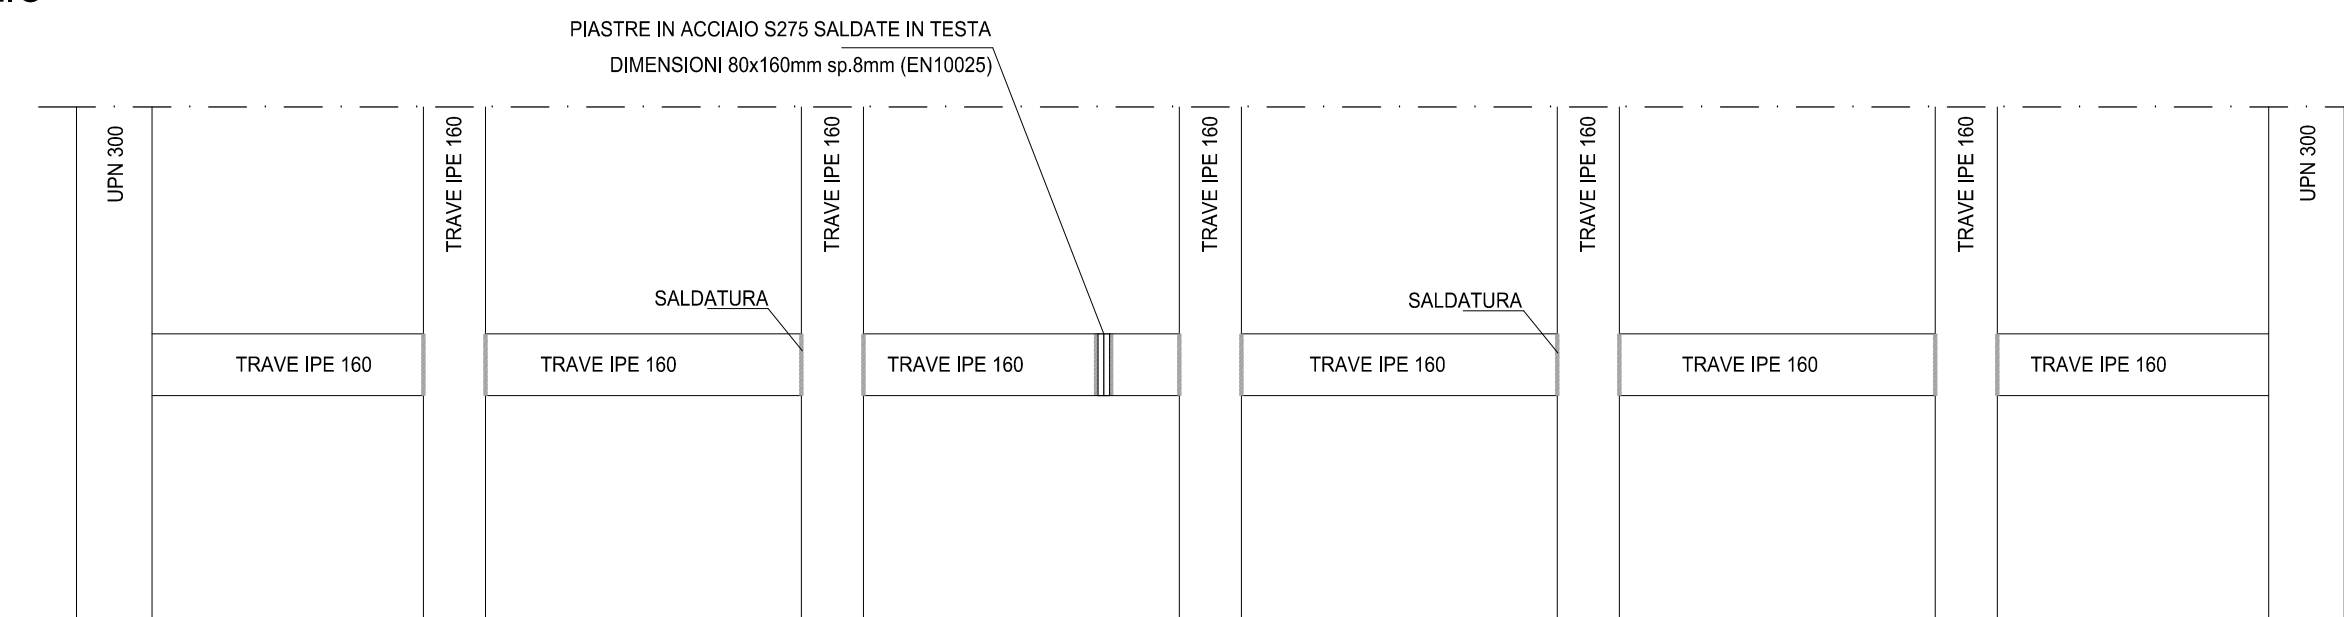 PIASTRE IN ACCIAIO S275 SALDATE IN TESTA
DIMENSIONI 80x160mm sp.8mm (EN10025)
UPN 300
TRAVE IPE 160
TRAVE IPE 160
TRAVE IPE 160
TRAVE IPE 160
TRAVE IPE 160
UPN 300
SALDATURA
SALDATURA
TRAVE IPE 160
TRAVE IPE 160
TRAVE IPE 160
TRAVE IPE 160
TRAVE IPE 160
TRAVE IPE 160